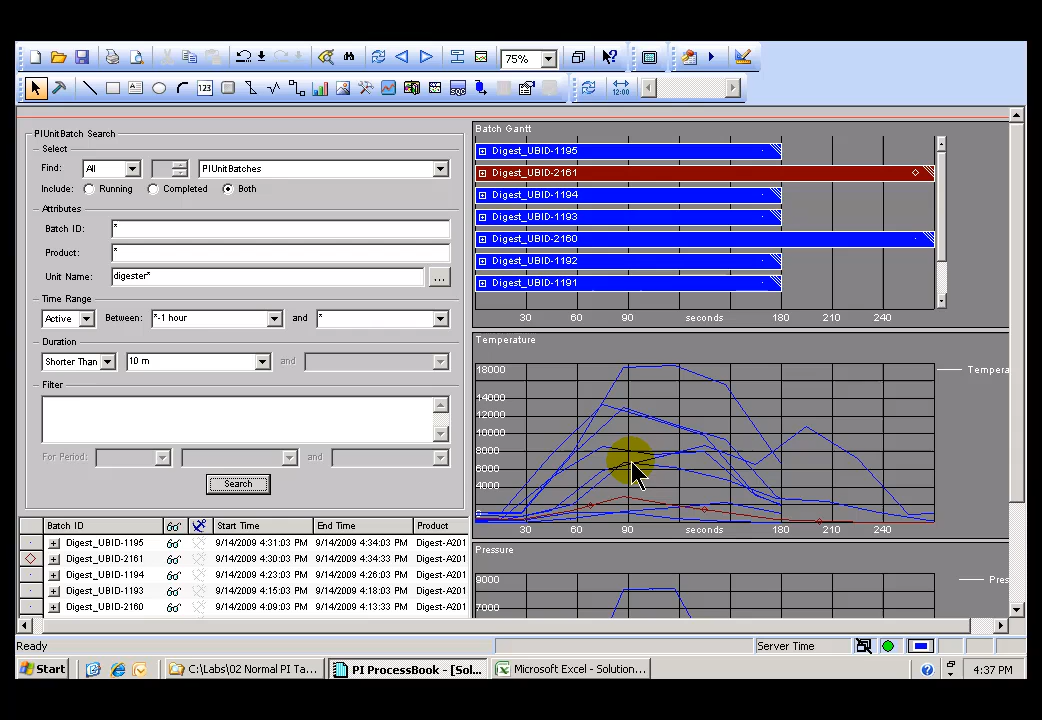 75%
123
SQC
12:00
PIUnitBatch Search
Select
Find: All PIUnitBatches
Include: Running Completed Both
Attributes
Batch ID: *
Product: *
Unit Name: digester* ...
Time Range
Active Between: *-1 hour and *
Duration
Shorter Than 10 m and
Filter
For Period: and
Search
Batch ID Start Time End Time Product
Digest_UBID-1195 9/14/2009 4:31:03 PM 9/14/2009 4:34:03 PM Digest-A201
Digest_UBID-2161 9/14/2009 4:30:03 PM 9/14/2009 4:34:33 PM Digest-A201
Digest_UBID-1194 9/14/2009 4:23:03 PM 9/14/2009 4:26:03 PM Digest-A201
Digest_UBID-1193 9/14/2009 4:15:03 PM 9/14/2009 4:18:03 PM Digest-A201
Digest_UBID-2160 9/14/2009 4:09:03 PM 9/14/2009 4:13:33 PM Digest-A201
Batch Gantt
Digest_UBID-1195
Digest_UBID-2161
Digest_UBID-1194
Digest_UBID-1193
Digest_UBID-2160
Digest_UBID-1192
Digest_UBID-1191
30 60 90 seconds 180 210 240
Temperature
18000
14000
12000
10000
8000
6000
4000
0
Tempera
30 60 90 seconds 180 210 240
Pressure
9000
7000
Pres
Ready
Server Time
Start
C:\Labs\02 Normal PI Ta...
PI ProcessBook - [Sol...
Microsoft Excel - Solution...
4:37 PM